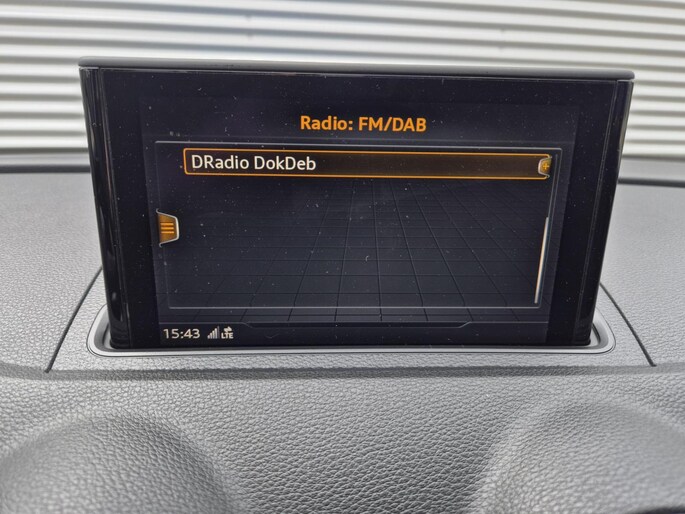 Radio: FM/DAB
DRadio DokDeb
15:43 LTE